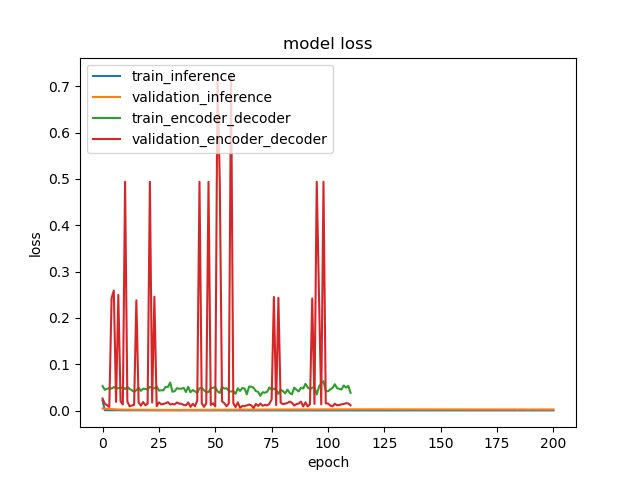 model loss
train_inference
validation_inference
train_encoder_decoder
validation_encoder_decoder
loss
0.7
0.6
0.5
0.4
0.3
0.2
0.1
0.0
0 25 50 75 100 125 150 175 200
epoch